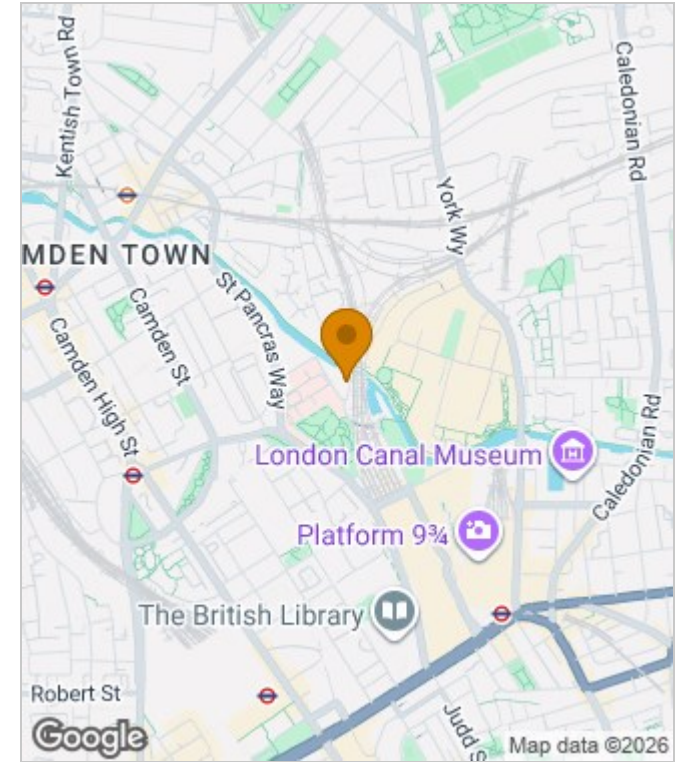 Kentish Town Rd
Caledonian Rd
York Wy
MDEN TOWN
St Pancras Way
Camden St
Camden High St
Caledonian Rd
London Canal Museum
Platform 9¾
The British Library
Robert St
Judd S
Google
Map data ©2026